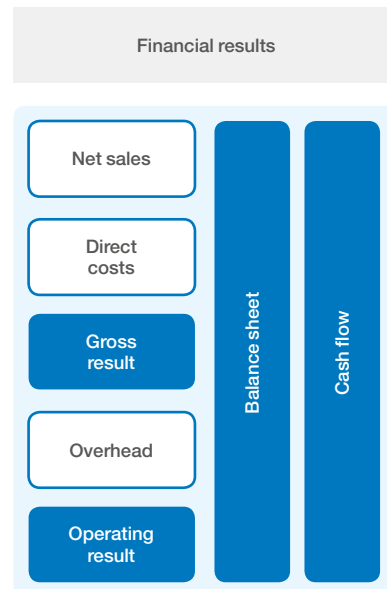 Financial results
Net sales
Direct
costs
Gross
result
Overhead
Operating
result
Balance sheet
Cash flow